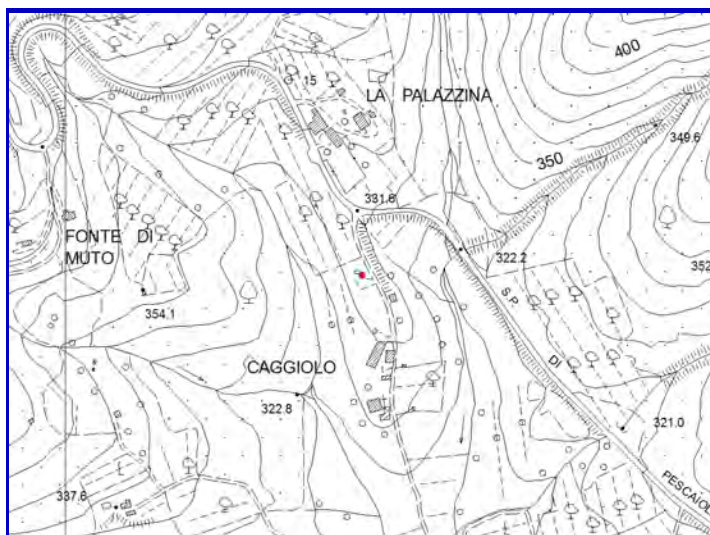 400
15
LA PALAZZINA
349.6
350
331.6
FONTE DI
MUTO
322.2
352
S.P.
354.1
DI
CAGGIOLO
322.8
321.0
PESCAIOL
337.6